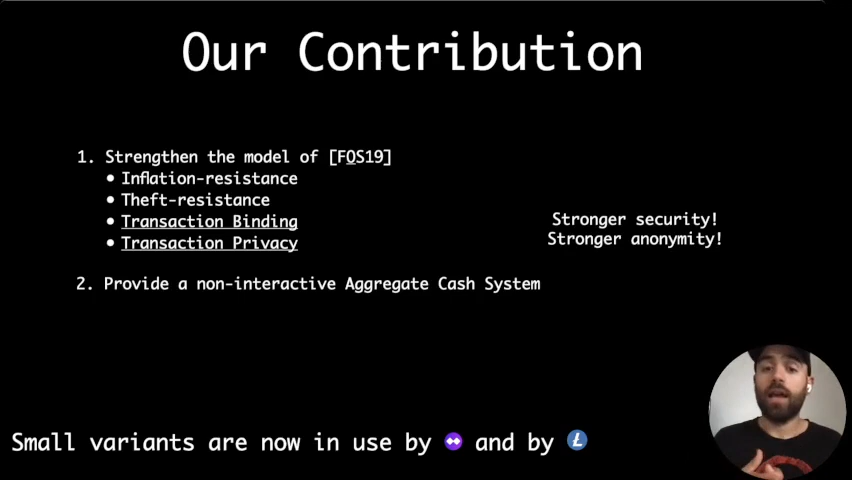 Our Contribution
1. Strengthen the model of [FOS19]
• Inflation-resistance
• Theft-resistance
• Transaction Binding
• Transaction Privacy
Stronger security!
Stronger anonymity!
2. Provide a non-interactive Aggregate Cash System
Small variants are now in use by and by Ł